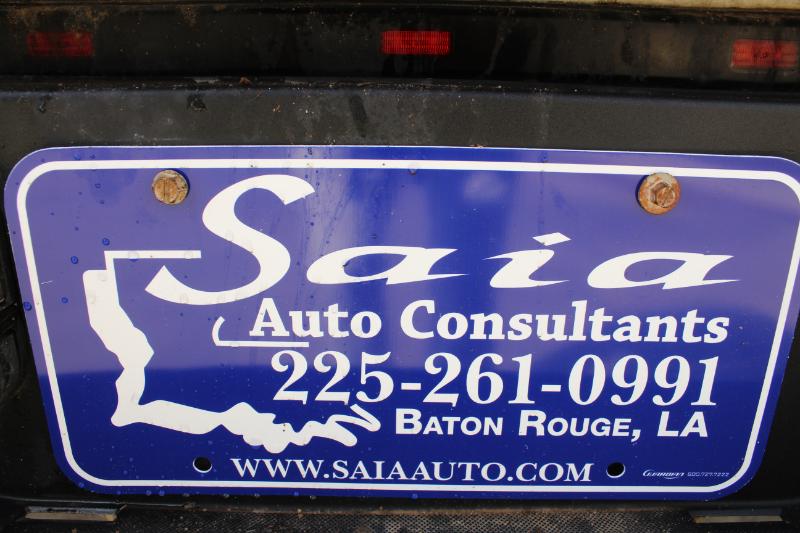 Saia
Auto Consultants
225-261-0991
BATON ROUGE, LA
WWW.SAIAAUTO.COM